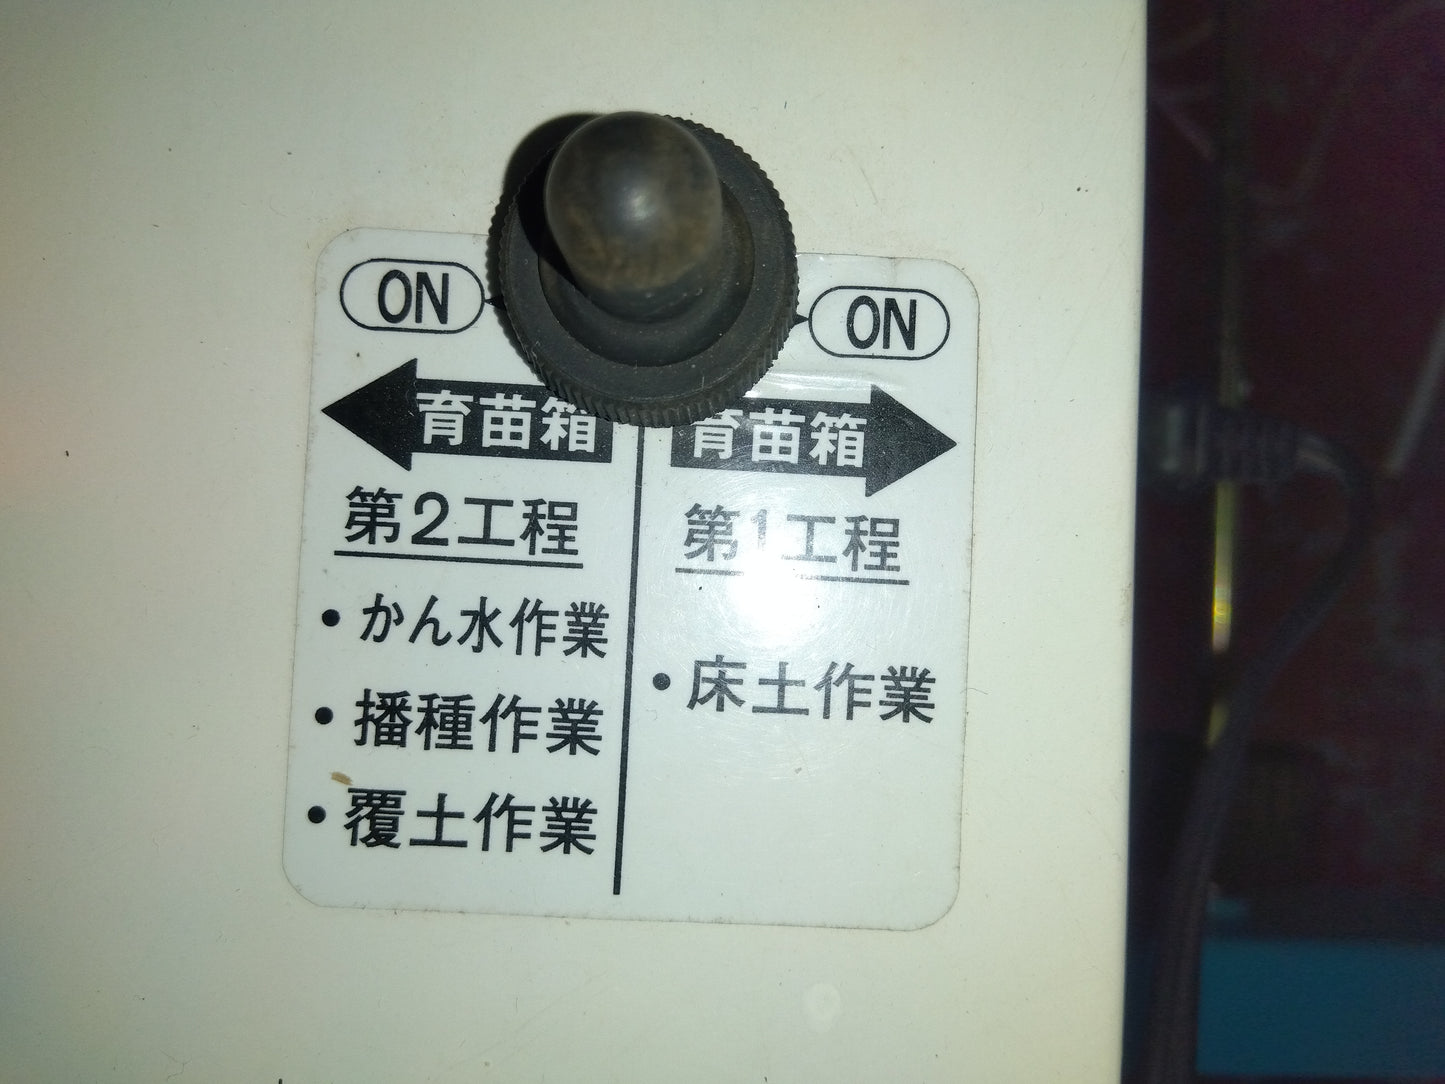 ON
育苗箱
第2工程
・かん水作業
・播種作業
・覆土作業
ON
育苗箱
第1工程
・床土作業